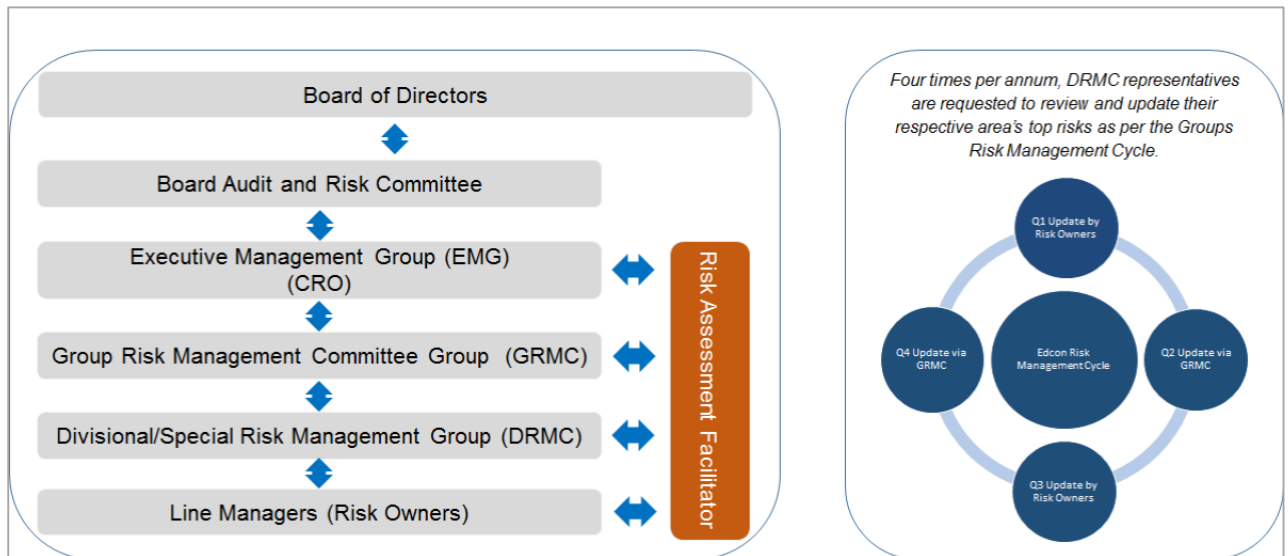 Board of Directors
Board Audit and Risk Committee
Executive Management Group (EMG)
(CRO)
Group Risk Management Committee Group (GRMC)
Divisional/Special Risk Management Group (DRMC)
Line Managers (Risk Owners)
Risk Assessment Facilitator
Four times per annum, DRMC representatives
are requested to review and update their
respective area's top risks as per the Groups
Risk Management Cycle.
Q1 Update by
Risk Owners
Q4 Update via
GRMC
Edcon Risk
Management Cycle
Q2 Update via
GRMC
Q3 Update by
Risk Owners